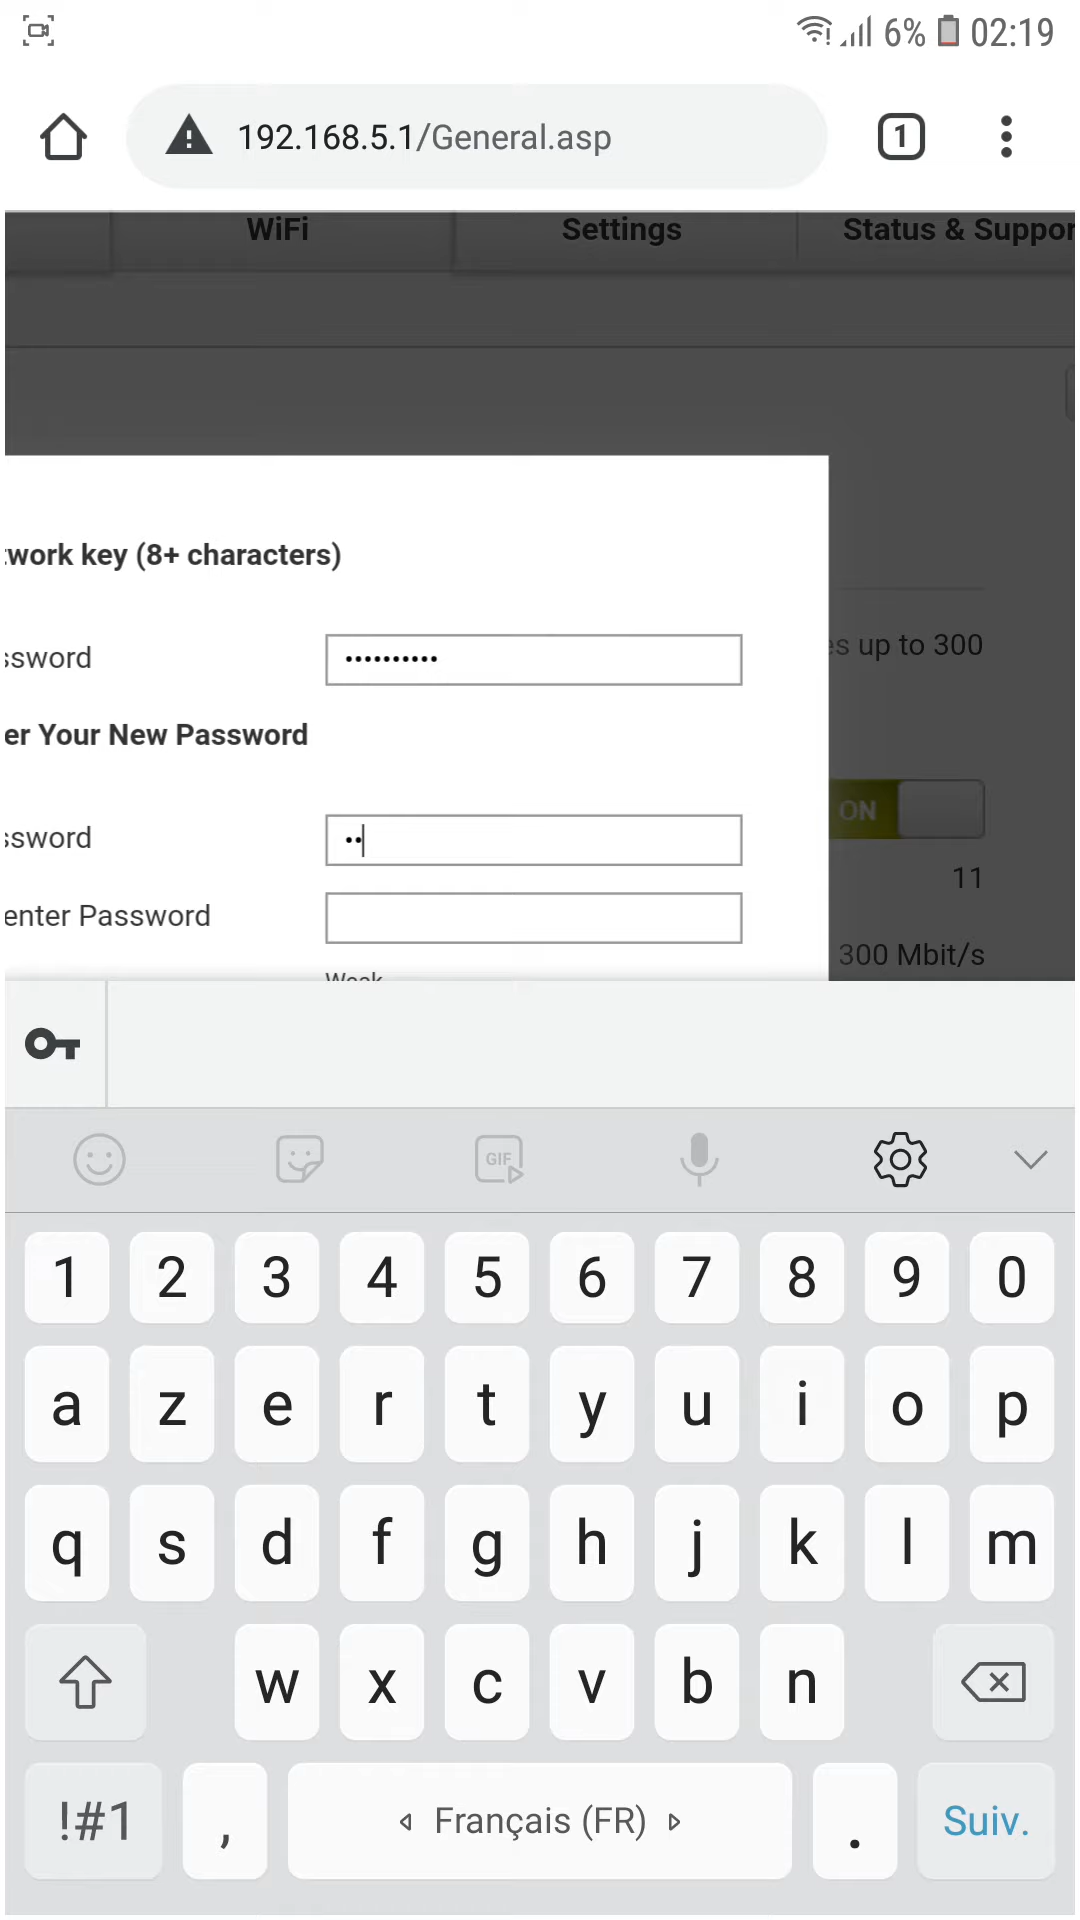 6% 02:19
192.168.5.1/General.asp 1
WiFi Settings Status & Suppor
twork key (8+ characters)
ssword ••••••••••
es up to 300
er Your New Password
ON
ssword ••
11
enter Password
300 Mbit/s
Weak
GIF
1 2 3 4 5 6 7 8 9 0
a z e r t y u i o p
q s d f g h j k l m
w x c v b n
!#1 , Français (FR) . Suiv.